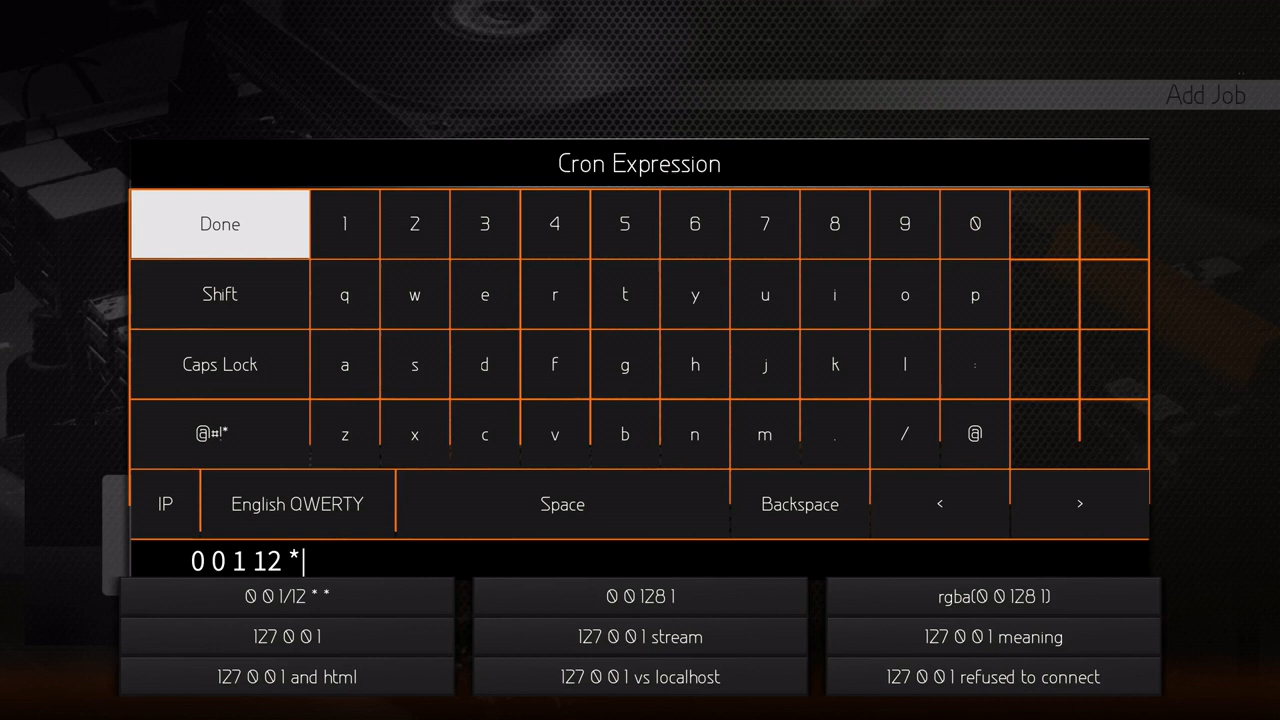 Add Job
Cron Expression
Done 1 2 3 4 5 6 7 8 9 0
Shift q w e r t y u i o p
Caps Lock a s d f g h j k l :
@¤!* z x c v b n m . / @
IP English QWERTY Space Backspace < >
0 0 1 12 *
0 0 1/12 * * 0 0 128 1 rgba(0 0 128 1)
127 0 0 1 127 0 0 1 stream 127 0 0 1 meaning
127 0 0 1 and html 127 0 0 1 vs localhost 127 0 0 1 refused to connect